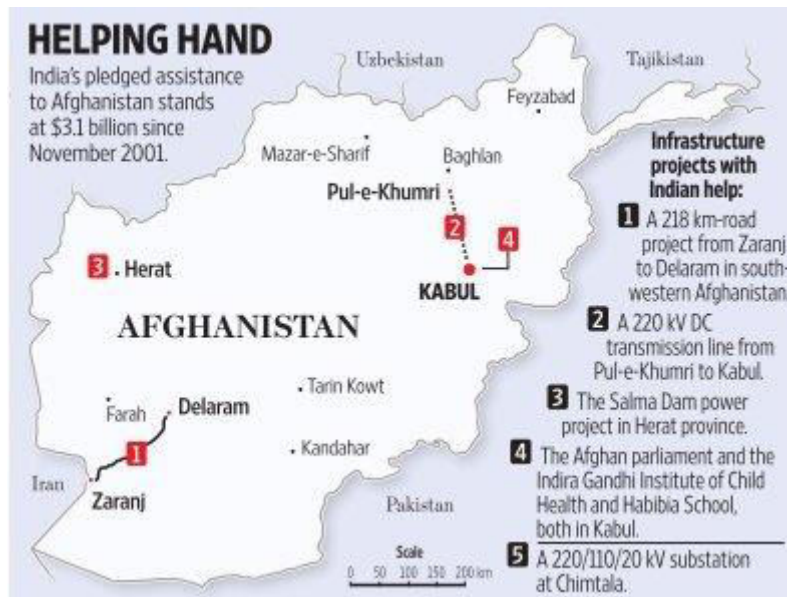 HELPING HAND
India's pledged assistance
to Afghanistan stands
at $3.1 billion since
November 2001.
Uzbekistan
Tajikistan
Feyzabad
Mazar-e-Sharif
Baghlan
Pul-e-Khumri
2
4
3
Herat
KABUL
AFGHANISTAN
Tarin Kowt
Farah
Delaram
Kandahar
1
Iran
Zaranj
Pakistan
Scale
0 50 100 150 200 km
Infrastructure
projects with
Indian help:
1 A 218 km-road
project from Zaranj
to Delaram in south-
western Afghanistan
2 A 220 kV DC
transmission line from
Pul-e-Khumri to Kabul.
3 The Salma Dam power
project in Herat province.
4 The Afghan parliament and the
Indira Gandhi Institute of Child
Health and Habibia School,
both in Kabul.
5 A 220/110/20 kV substation
at Chimtala.